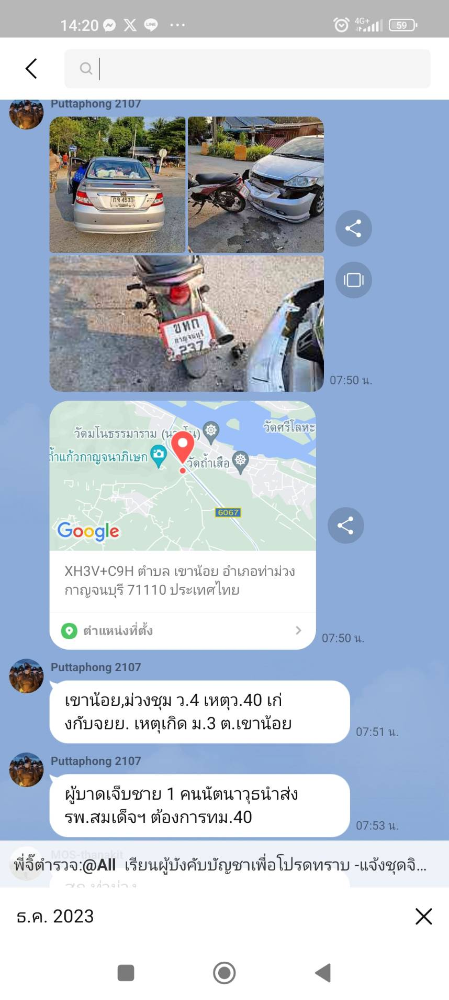 14:20
4G+
59
Puttaphong 2107
กจ 4533
ขทก
กาญจนบุรี
237
07:50 น.
วัดมโนธรรมาราม
วัดศรีโลหะ
ถ้ำแก้วกาญจนาภิเษก
วัดถ้ำเสือ
6067
Google
XH3V+C9H ตำบล เขาน้อย อำเภอท่าม่วง
กาญจนบุรี 71110 ประเทศไทย
ตำแหน่งที่ตั้ง
07:50 น.
Puttaphong 2107
เขาน้อย,ม่วงชุม ว.4 เหตุว.40 เก่
งกับจยย. เหตุเกิด ม.3 ต.เขาน้อย
07:51 น.
Puttaphong 2107
ผู้บาดเจ็บชาย 1 คนนัตนาวุธนำส่ง
รพ.สมเด็จฯ ต้องการทม.40
07:53 น.
MOS-thanakit
พี่จิ๊ตำรวจ:@All เรียนผู้บังคับบัญชาเพื่อโปรดทราบ -แจ้งชุดจิ...
สภ.ท่าม่วง
ธ.ค. 2023